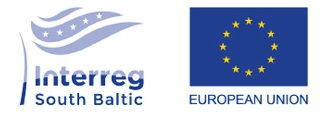 Interreg
South Baltic
EUROPEAN UNION